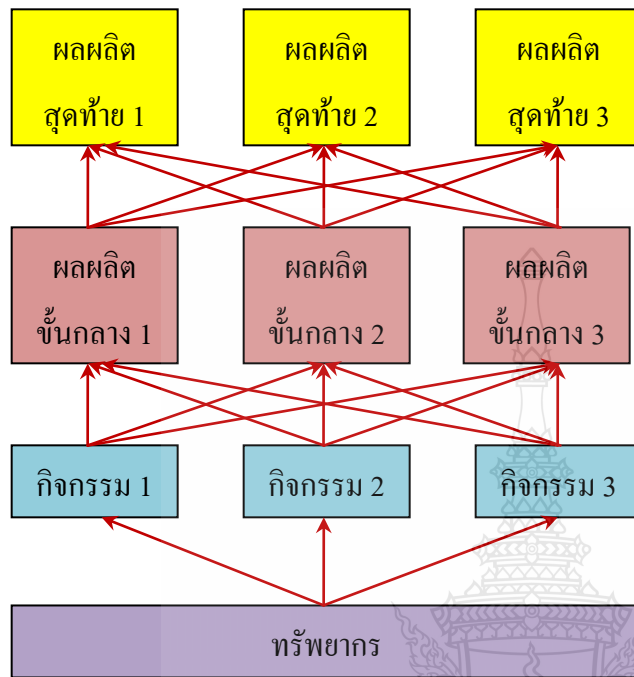 ผลผลิต
สุดท้าย 1
ผลผลิต
สุดท้าย 2
ผลผลิต
สุดท้าย 3
ผลผลิต
ขั้นกลาง 1
ผลผลิต
ขั้นกลาง 2
ผลผลิต
ขั้นกลาง 3
กิจกรรม 1
กิจกรรม 2
กิจกรรม 3
ทรัพยากร